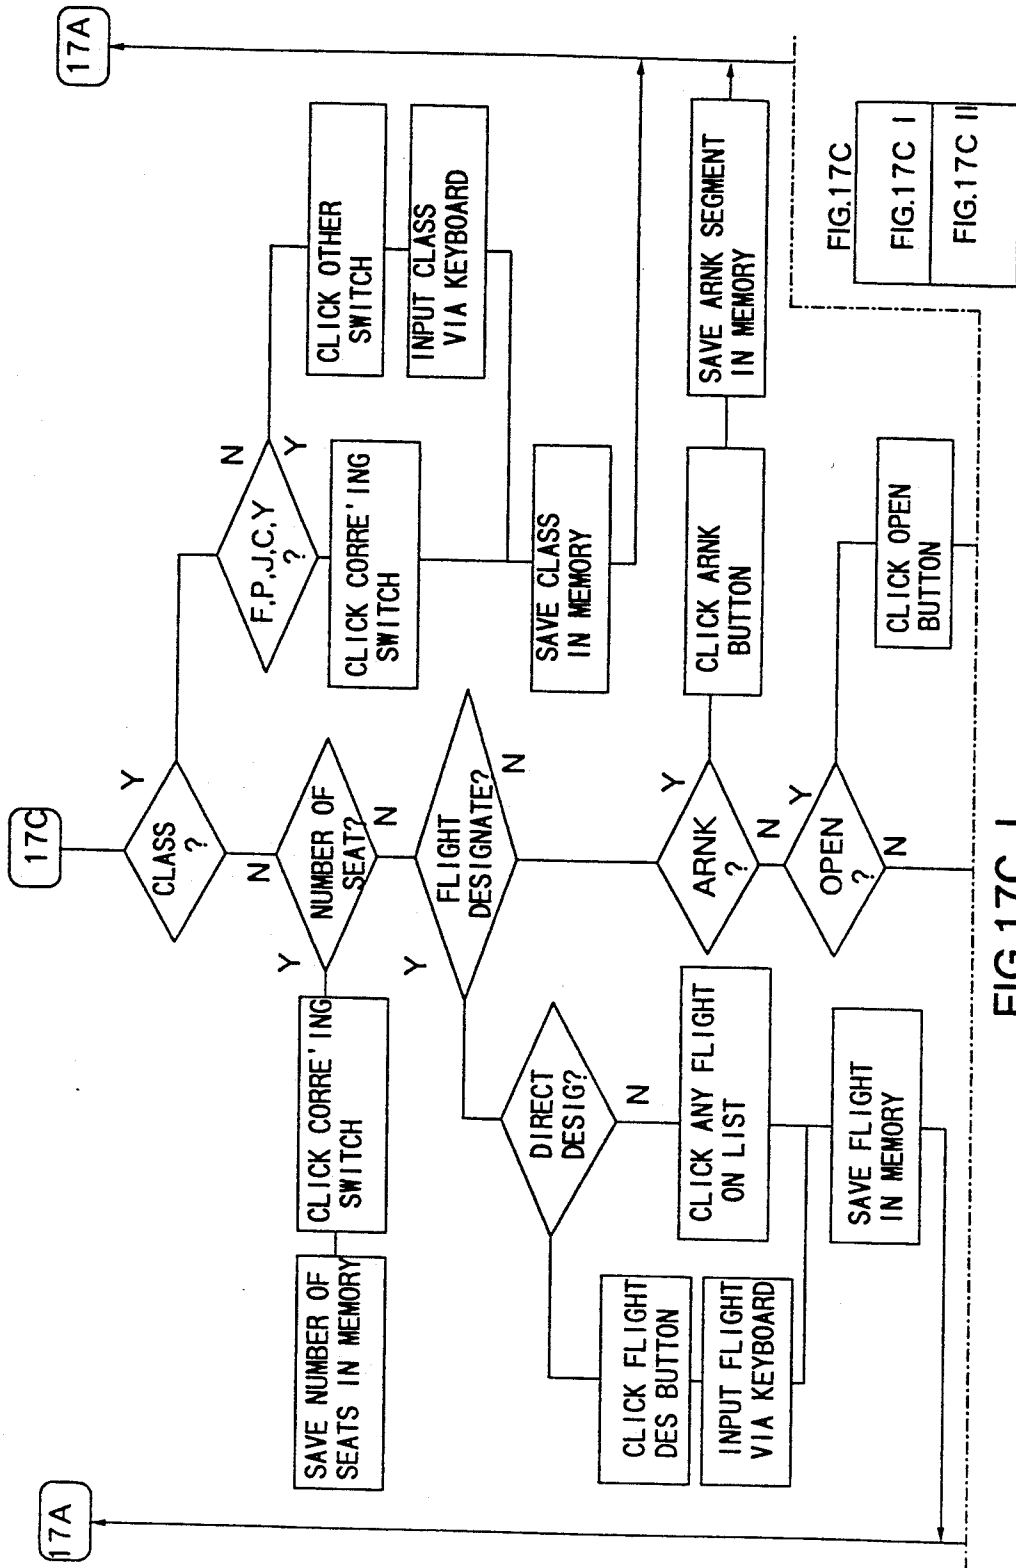 17A
17C
17A
CLASS
?
Y
N
F,P,J,C,Y
?
N
Y
CLICK OTHER
SWITCH
INPUT CLASS
VIA KEYBOARD
CLICK CORRE'ING
SWITCH
SAVE CLASS
IN MEMORY
NUMBER OF
SEAT?
Y
N
CLICK CORRE'ING
SWITCH
SAVE NUMBER OF
SEATS IN MEMORY
FLIGHT
DESIGNATE?
Y
N
DIRECT
DESIG?
N
CLICK FLIGHT
DES BUTTON
INPUT FLIGHT
VIA KEYBOARD
CLICK ANY FLIGHT
ON LIST
SAVE FLIGHT
IN MEMORY
ARNK
?
Y
N
CLICK ARNK
BUTTON
SAVE ARNK SEGMENT
IN MEMORY
OPEN
?
Y
N
CLICK OPEN
BUTTON
FIG.17C
FIG.17C I
FIG.17C II
FIG.17C I